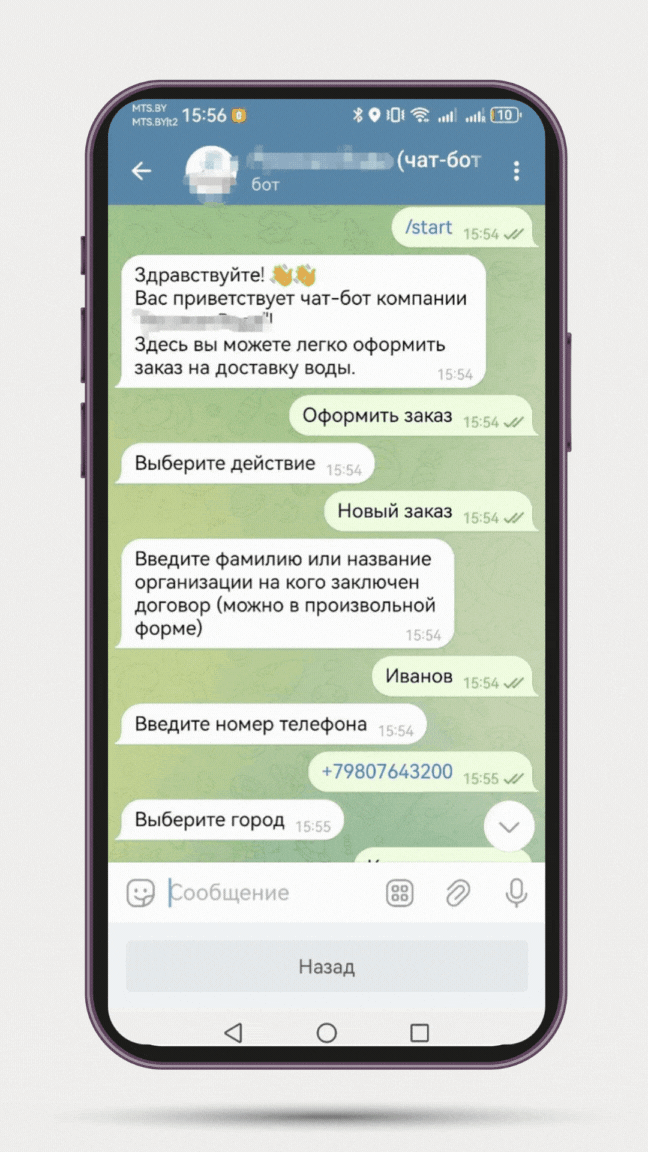 MTS.BY
MTS.BY|t2 15:56 10
(чат-бот
бот
/start 15:54
Здравствуйте! 👋👋
Вас приветствует чат-бот компании
"!
Здесь вы можете легко оформить
заказ на доставку воды. 15:54
Оформить заказ 15:54
Выберите действие 15:54
Новый заказ 15:54
Введите фамилию или название
организации на кого заключен
договор (можно в произвольной
форме) 15:54
Иванов 15:54
Введите номер телефона 15:54
+79807643200 15:55
Выберите город 15:55
Сообщение
Назад